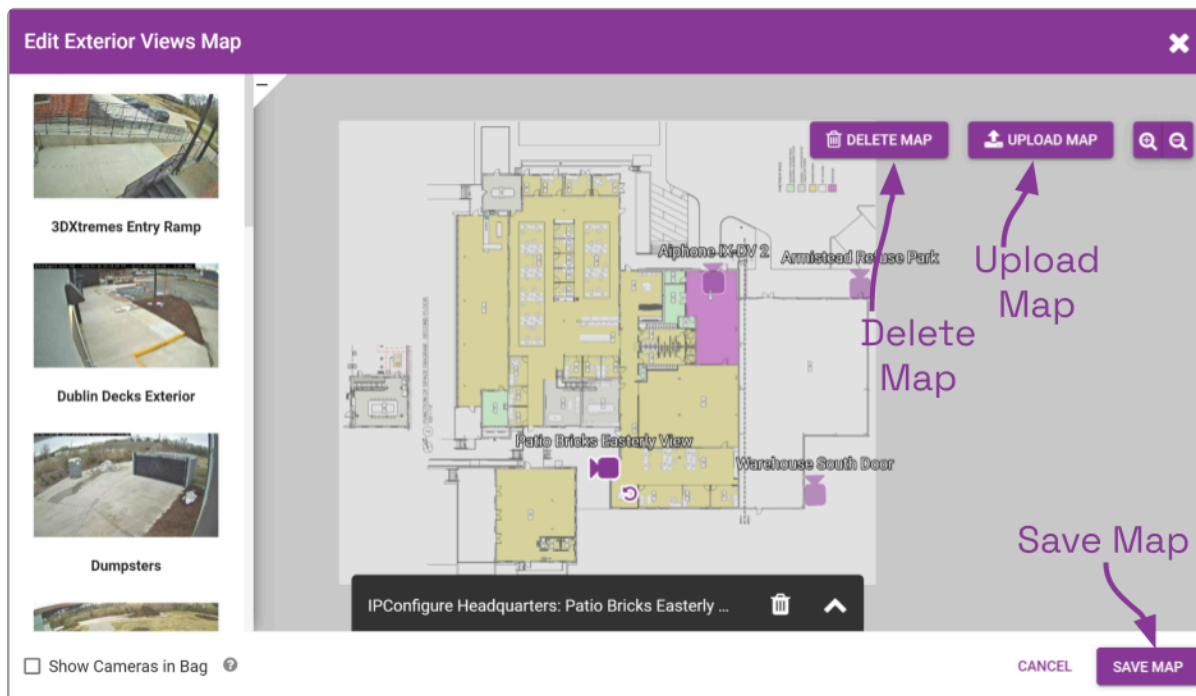 Edit Exterior Views Map
3DXtremes Entry Ramp
Dublin Decks Exterior
Dumpsters
DELETE MAP
UPLOAD MAP
Aiphone IX-DV 2
Armistead Refuse Park
Upload
Map
Delete
Map
Patio Bricks Easterly View
Warehouse South Door
Save Map
IPConfigure Headquarters: Patio Bricks Easterly ...
Show Cameras in Bag
CANCEL
SAVE MAP